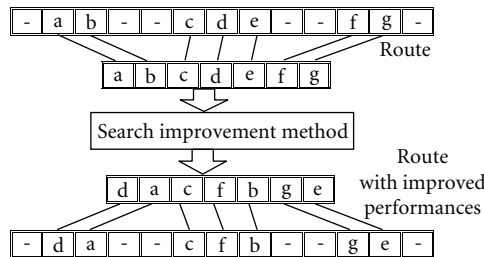 - a b - - c d e - - f g -
Route
a b c d e f g
Search improvement method
Route
with improved
performances
d a c f b g e
- d a - - c f b - - g e -